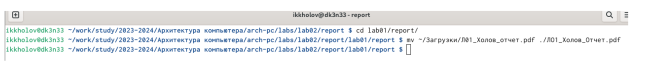 ikkholov@dk3n33 - report
ikkholov@dk3n33 ~/work/study/2023-2024/Архитектура компьютера/arch-pc/labs/lab02/report $ cd lab01/report/
ikkholov@dk3n33 ~/work/study/2023-2024/Архитектура компьютера/arch-pc/labs/lab02/report/lab01/report $ mv ~/Загрузки/Л01_Холов_отчет.pdf ./Л01_Холов_Отчет.pdf
ikkholov@dk3n33 ~/work/study/2023-2024/Архитектура компьютера/arch-pc/labs/lab02/report/lab01/report $